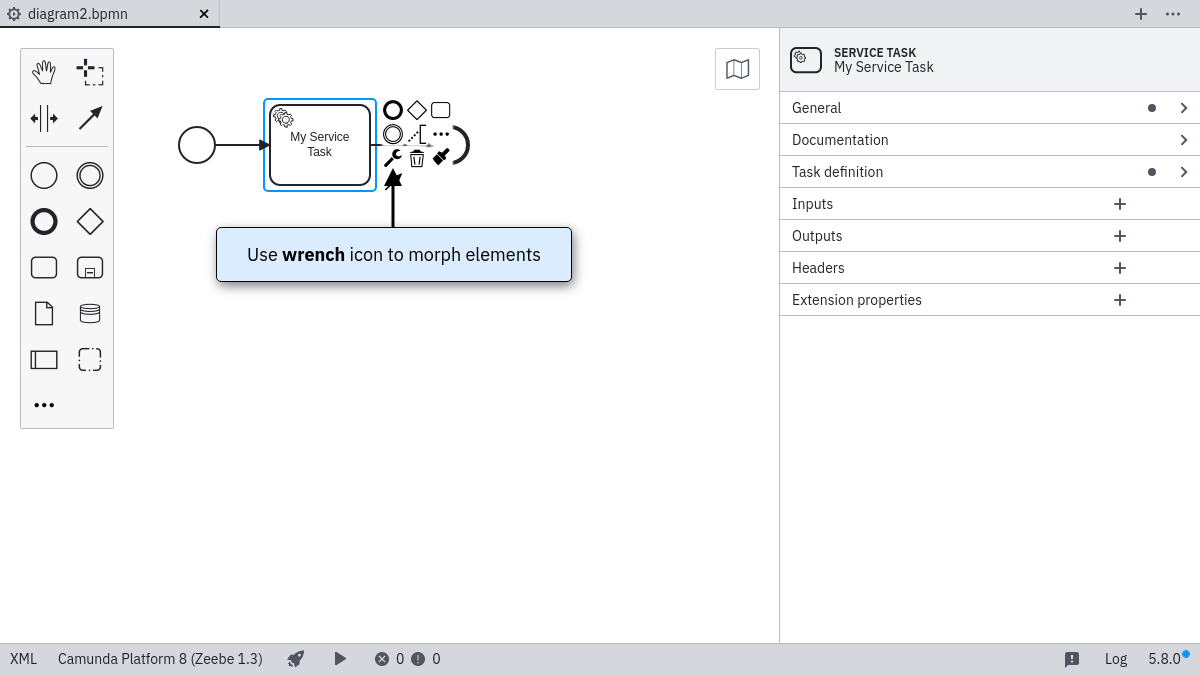 diagram2.bpmn
SERVICE TASK
My Service Task
My Service
Task
Use wrench icon to morph elements
General
Documentation
Task definition
Inputs
Outputs
Headers
Extension properties
XML
Camunda Platform 8 (Zeebe 1.3)
0
0
Log
5.8.0